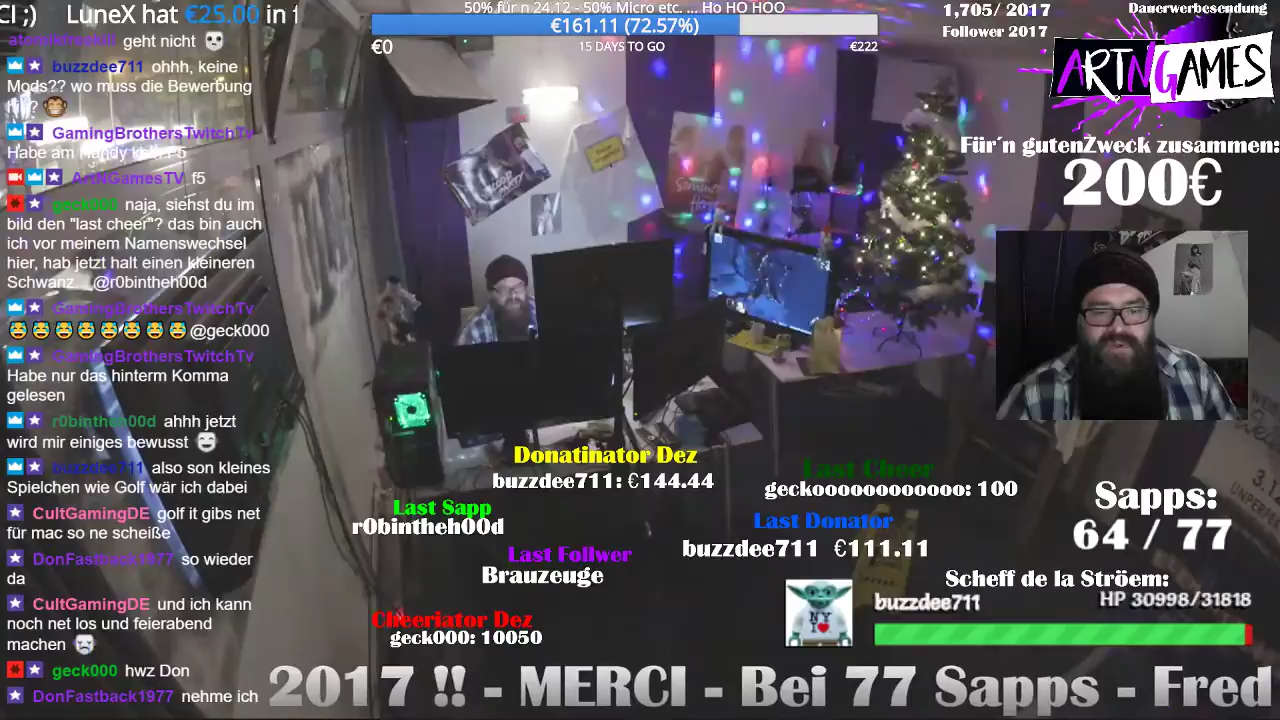 CI ;) LuneX hat €25.00 in
50% für n 24.12 - 50% Micro etc. ... Ho HO HOO
€161.11 (72.57%)
€0 15 DAYS TO GO €222
1,705/ 2017
Follower 2017
Dauerwerbesendung
ARTNGAMES
Für´n gutenZweck zusammen:
200€
geht nicht
buzzdee711 ohhh, keine
Mods?? wo muss die Bewerbung
GamingBrothersTwitchTv
Habe am Handy kein F5
ArtNGamesTV f5
geck000 naja, siehst du im
bild den "last cheer"? das bin auch
ich vor meinem Namenswechsel
hier, hab jetzt halt einen kleineren
Schwanz... @r0bintheh00d
GamingBrothersTwitchTv
@geck000
GamingBrothersTwitchTv
Habe nur das hinterm Komma
gelesen
r0bintheh00d ahhh jetzt
wird mir einiges bewusst
buzzdee711 also son kleines
Spielchen wie Golf wär ich dabei
CultGamingDE golf it gibs net
für mac so ne scheiße
DonFastback1977 so wieder
da
CultGamingDE und ich kann
noch net los und feierabend
machen
geck000 hwz Don
DonFastback1977 nehme ich
Donatinator Dez
buzzdee711: €144.44
Last Cheer
geckoooooooooooo: 100
Last Sapp
r0bintheh00d
Last Donator
buzzdee711 €111.11
Last Follwer
Brauzeuge
Cheeriator Dez
geck000: 10050
Sapps:
64 / 77
Scheff de la Ströem:
buzzdee711 HP 30998/31818
NY
I
2017 !! - MERCI - Bei 77 Sapps - Fred